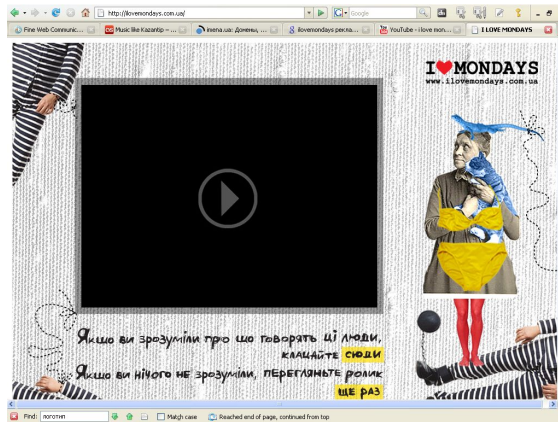 http://ilovemondays.com.ua/
Google
Fine Web Communic...
Music like Kazantip – ...
imena.ua: Домены, ...
ilovemondays рекла...
YouTube - i love mon...
I LOVE MONDAYS
I MONDAYS
www.ilovemondays.com.ua
Якшо ви зрозуміли про що говорять ці люди,
клацайте сюди
Якшо ви нічого не зрозуміли, перегляньте ролик
ще раз
Find: логотип
Match case
Reached end of page, continued from top